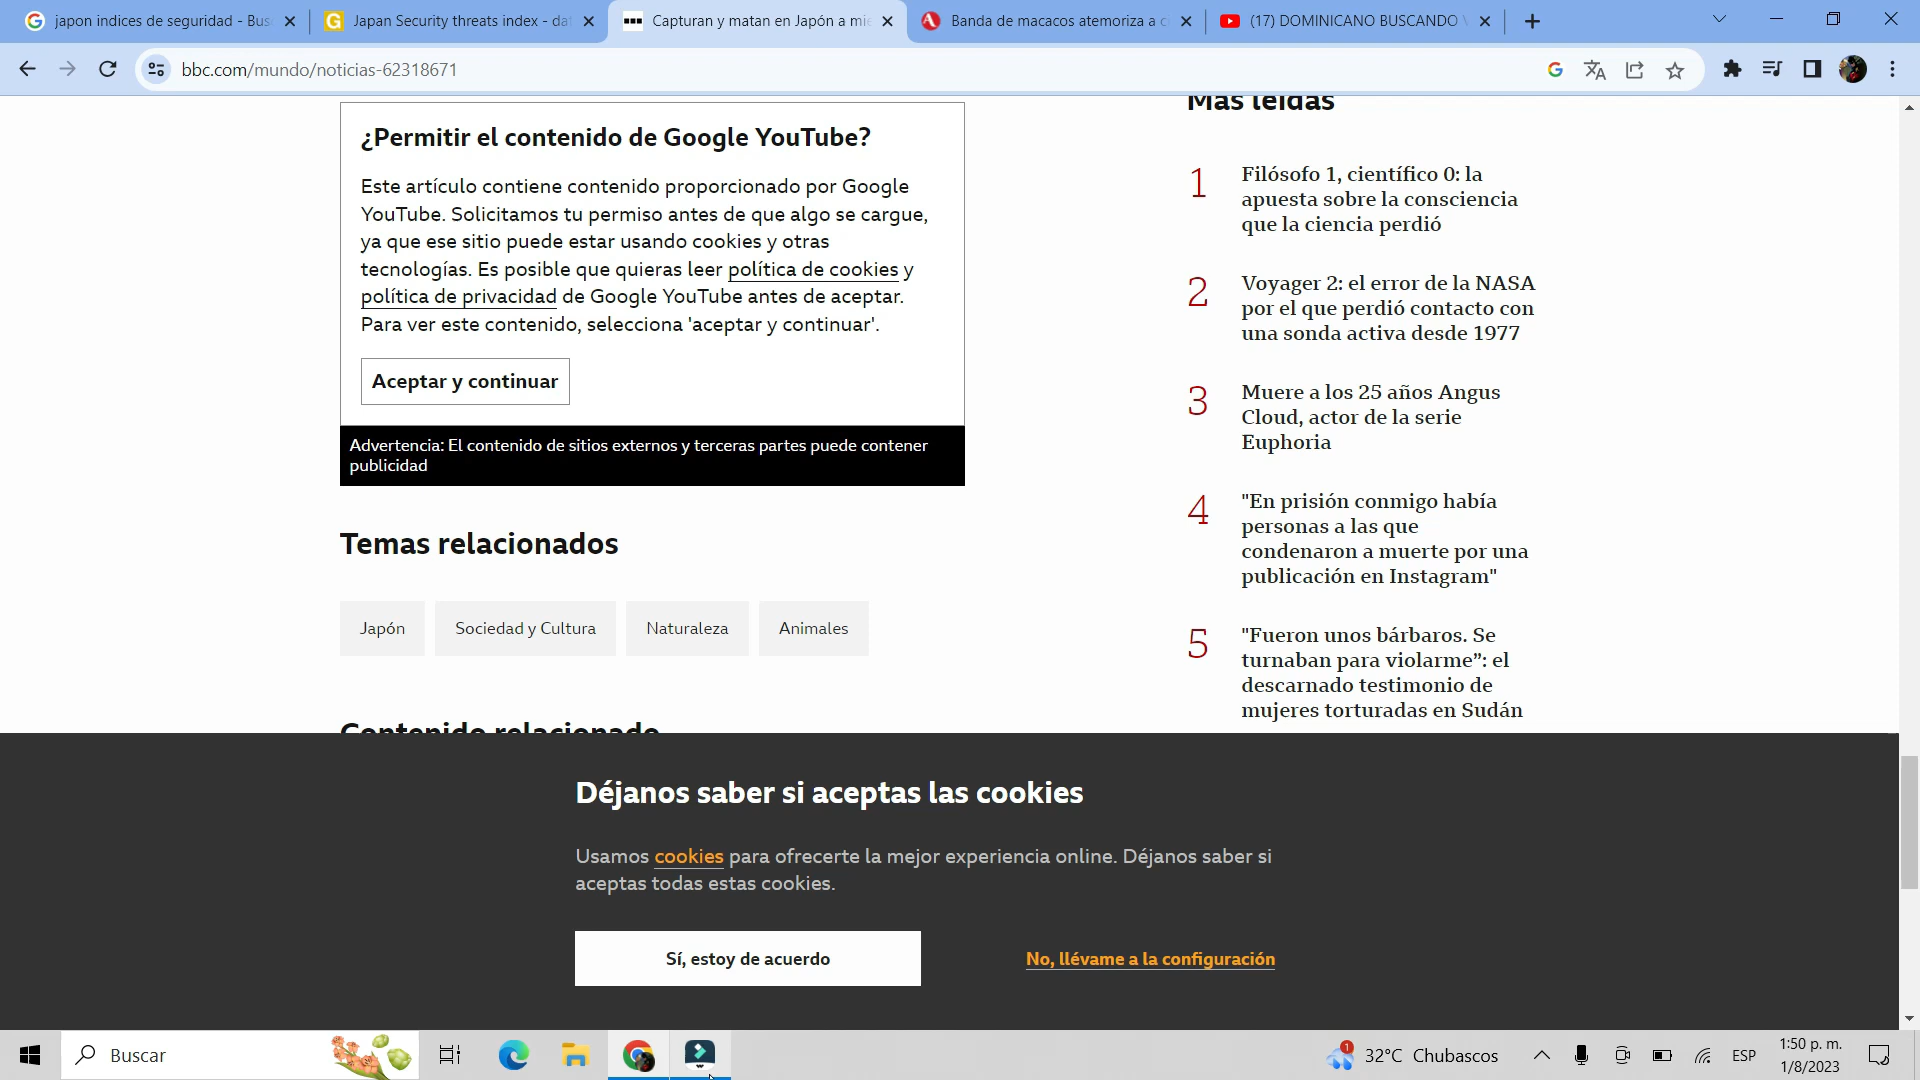 japon indices de seguridad - Bus
Japan Security threats index - dat
Capturan y matan en Japón a mie
Banda de macacos atemoriza a ci
(17) DOMINICANO BUSCANDO
bbc.com/mundo/noticias-62318671
¿Permitir el contenido de Google YouTube?
Este artículo contiene contenido proporcionado por Google
YouTube. Solicitamos tu permiso antes de que algo se cargue,
ya que ese sitio puede estar usando cookies y otras
tecnologías. Es posible que quieras leer política de cookies y
política de privacidad de Google YouTube antes de aceptar.
Para ver este contenido, selecciona 'aceptar y continuar'.
Aceptar y continuar
Advertencia: El contenido de sitios externos y terceras partes puede contener
publicidad
Temas relacionados
Japón
Sociedad y Cultura
Naturaleza
Animales
Contenido relacionado
Más leídas
1
Filósofo 1, científico 0: la
apuesta sobre la consciencia
que la ciencia perdió
2
Voyager 2: el error de la NASA
por el que perdió contacto con
una sonda activa desde 1977
3
Muere a los 25 años Angus
Cloud, actor de la serie
Euphoria
4
"En prisión conmigo había
personas a las que
condenaron a muerte por una
publicación en Instagram"
5
"Fueron unos bárbaros. Se
turnaban para violarme”: el
descarnado testimonio de
mujeres torturadas en Sudán
Déjanos saber si aceptas las cookies
Usamos cookies para ofrecerte la mejor experiencia online. Déjanos saber si
aceptas todas estas cookies.
Sí, estoy de acuerdo
No, llévame a la configuración
Buscar
1
32°C Chubascos
ESP
1:50 p. m.
1/8/2023